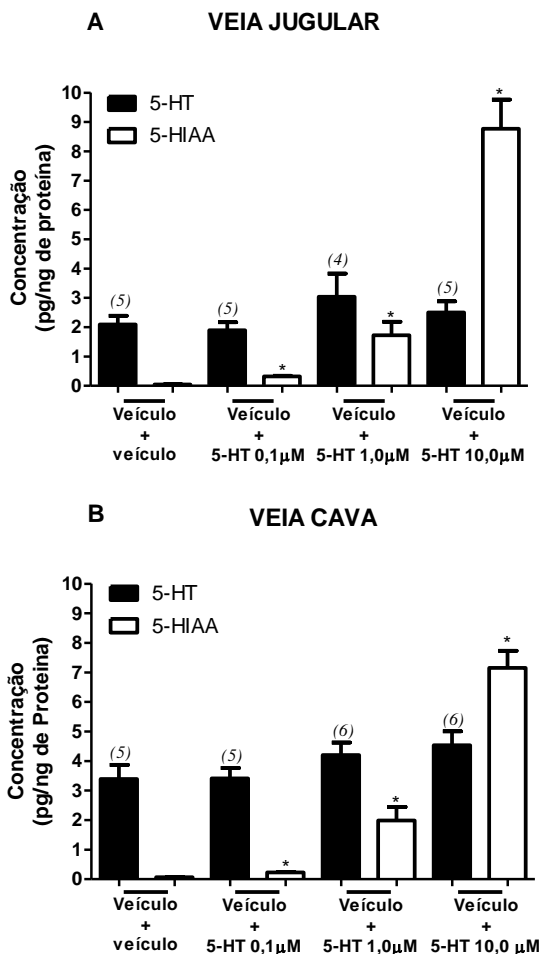 A VEIA JUGULAR
Concentração
(pg/ng de proteína)
10
9
8
7
6
5
4
3
2
1
0
5-HT
5-HIAA
(5)
(5)
*
(4)
*
(5)
*
Veículo Veículo Veículo Veículo
+ + + +
veículo 5-HT 0,1µM 5-HT 1,0µM 5-HT 10,0µM
B VEIA CAVA
Concentração
(pg/ng de Proteína)
10
9
8
7
6
5
4
3
2
1
0
5-HT
5-HIAA
(5)
(5)
*
(6)
*
(6)
*
Veículo Veículo Veículo Veículo
+ + + +
veículo 5-HT 0,1µM 5-HT 1,0µM 5-HT 10,0 µM